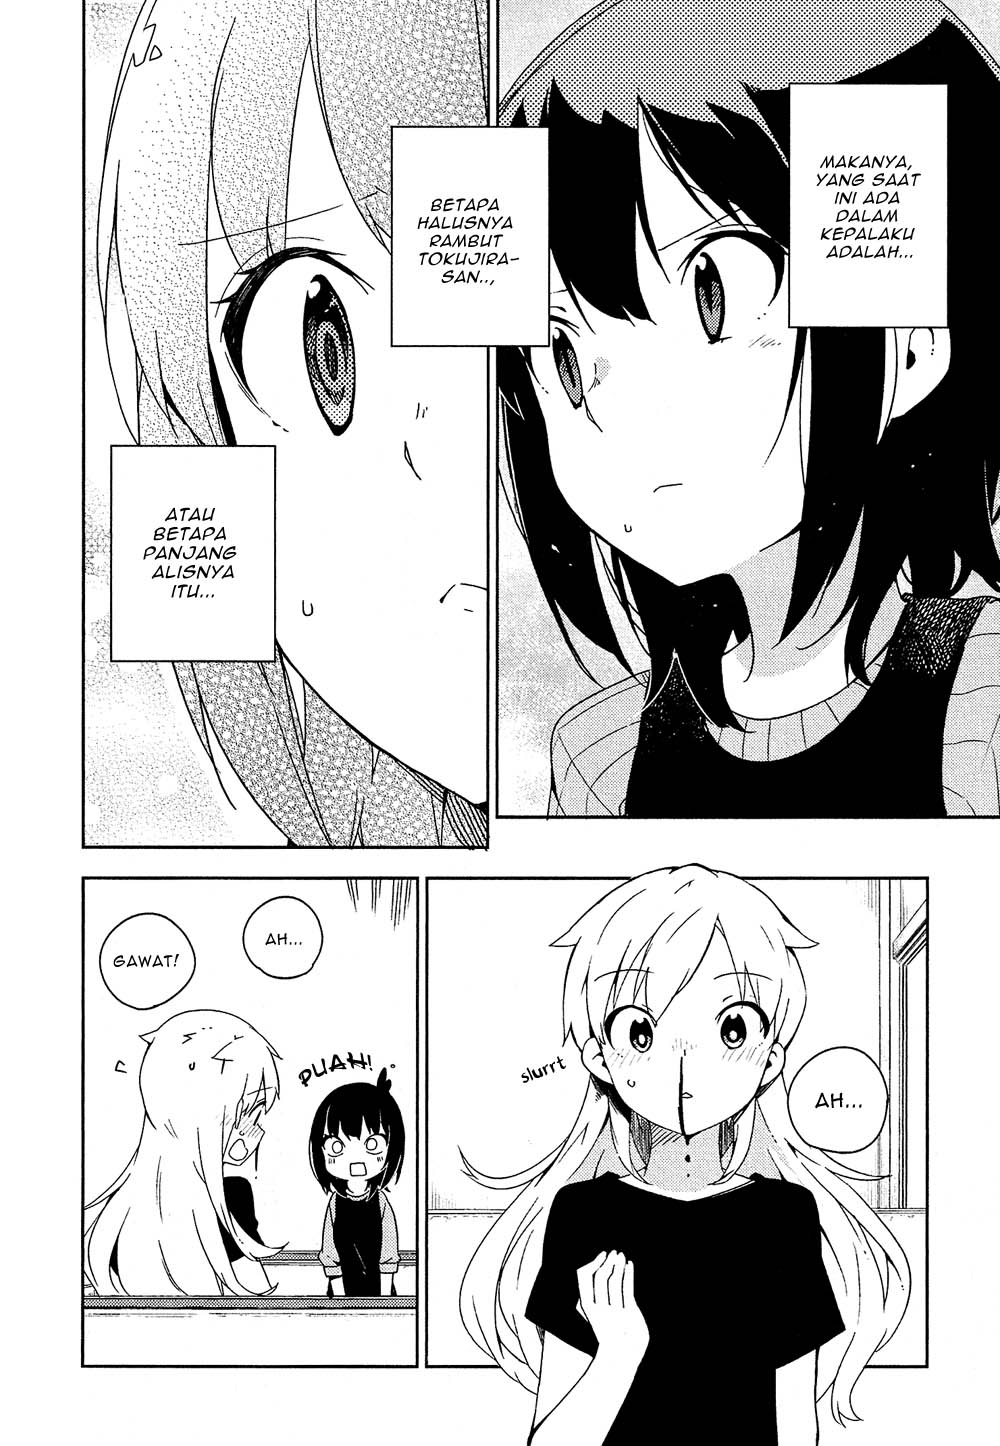 MAKANYA,
YANG SAAT
INI ADA
DALAM
KEPALAKU
ADALAH...
BETAPA
HALUSNYA
RAMBUT
TOKUJIRA-
SAN..,
ATAU
BETAPA
PANJANG
ALISNYA
ITU...
slurrt
AH...
AH...
GAWAT!
PUAH!